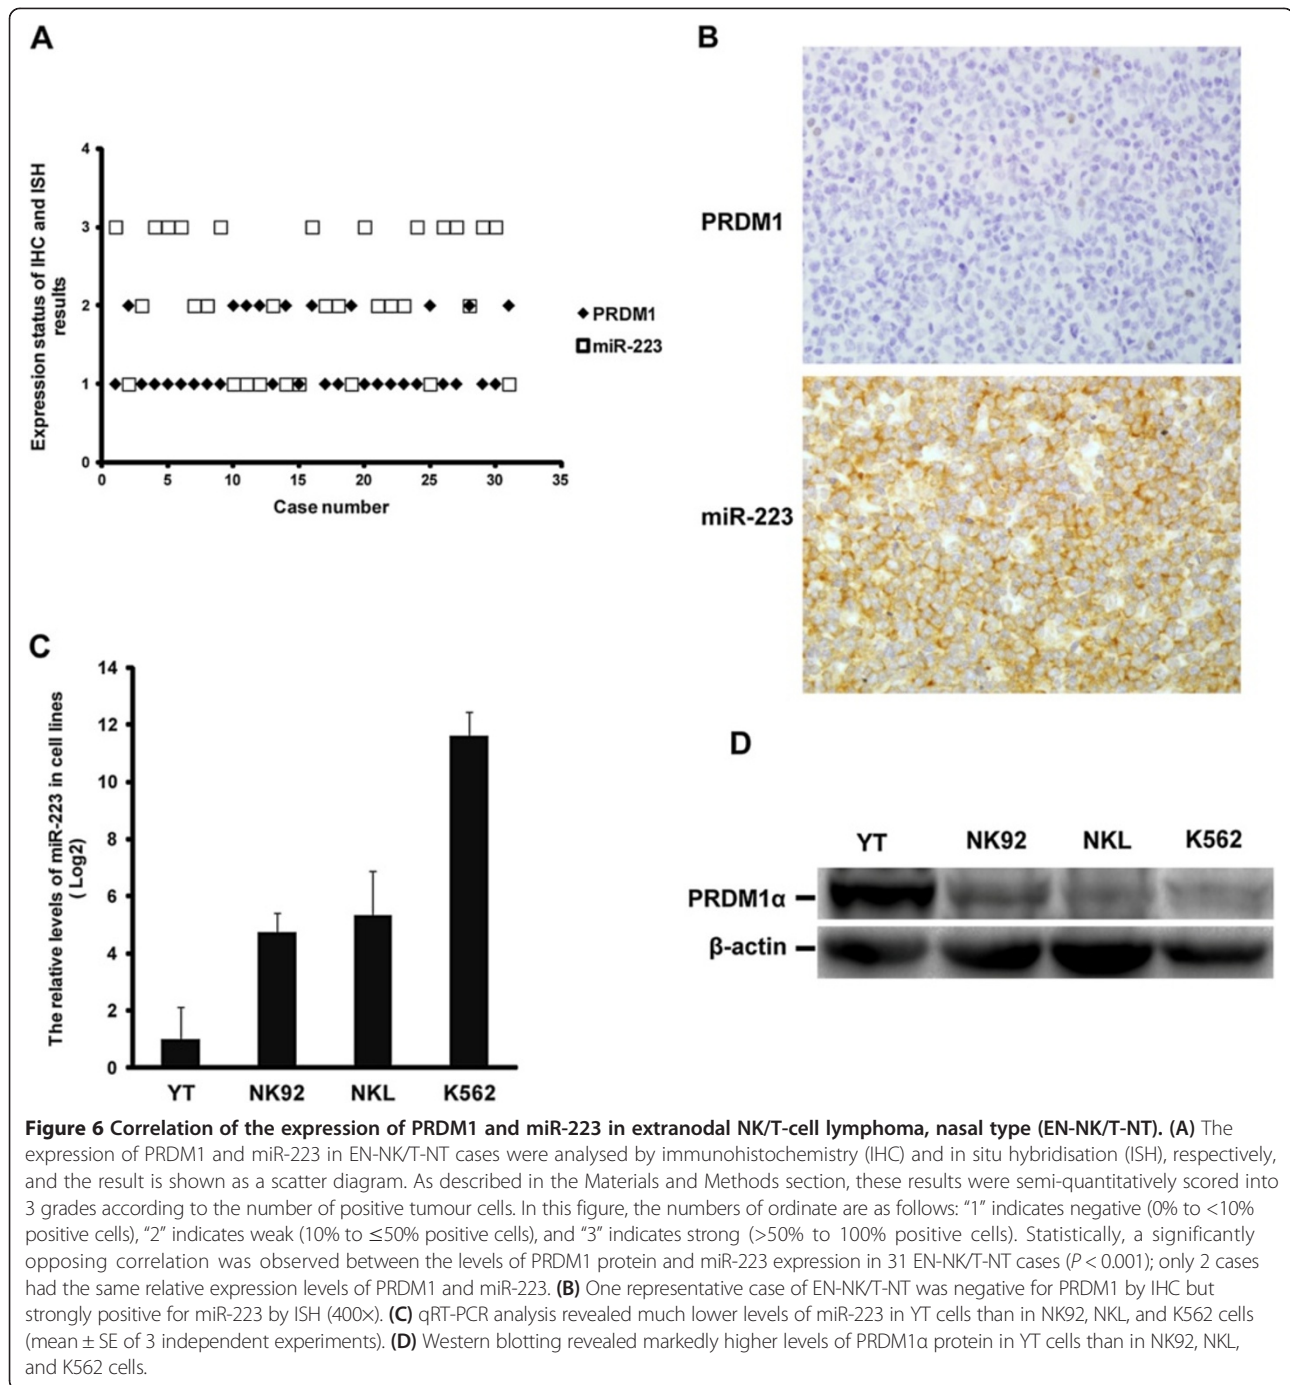 A
Expression status of IHC and ISH
results
4
3
2
1
0
0 5 10 15 20 25 30 35
Case number
PRDM1
miR-223
B
PRDM1
miR-223
C
The relative levels of miR-223 in cell lines
( Log2)
14
12
10
8
6
4
2
0
YT NK92 NKL K562
D
YT NK92 NKL K562
PRDM1α
β-actin
Figure 6 Correlation of the expression of PRDM1 and miR-223 in extranodal NK/T-cell lymphoma, nasal type (EN-NK/T-NT). (A) The
expression of PRDM1 and miR-223 in EN-NK/T-NT cases were analysed by immunohistochemistry (IHC) and in situ hybridisation (ISH), respectively,
and the result is shown as a scatter diagram. As described in the Materials and Methods section, these results were semi-quantitatively scored into
3 grades according to the number of positive tumour cells. In this figure, the numbers of ordinate are as follows: “1” indicates negative (0% to <10%
positive cells), “2” indicates weak (10% to ≤50% positive cells), and “3” indicates strong (>50% to 100% positive cells). Statistically, a significantly
opposing correlation was observed between the levels of PRDM1 protein and miR-223 expression in 31 EN-NK/T-NT cases (P < 0.001); only 2 cases
had the same relative expression levels of PRDM1 and miR-223. (B) One representative case of EN-NK/T-NT was negative for PRDM1 by IHC but
strongly positive for miR-223 by ISH (400×). (C) qRT-PCR analysis revealed much lower levels of miR-223 in YT cells than in NK92, NKL, and K562 cells
(mean ± SE of 3 independent experiments). (D) Western blotting revealed markedly higher levels of PRDM1α protein in YT cells than in NK92, NKL,
and K562 cells.